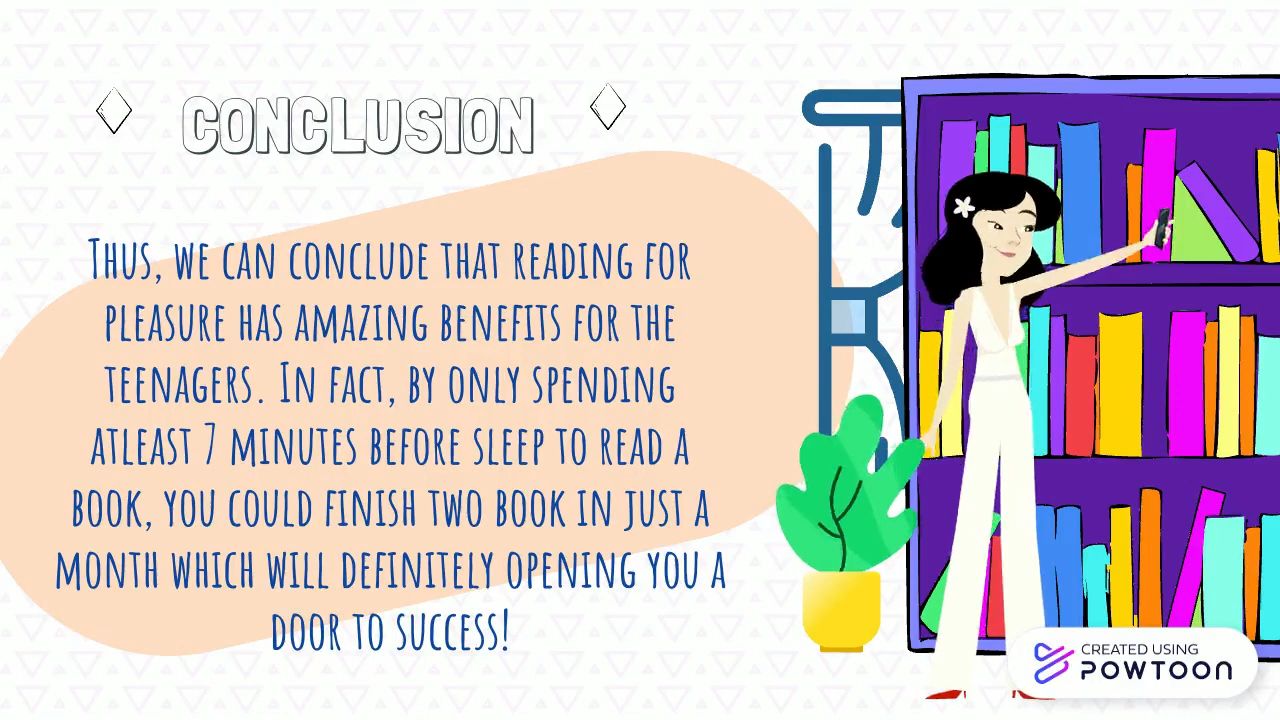 CONCLUSION
Thus, we can conclude that reading for
pleasure has amazing benefits for the
teenagers. In fact, by only spending
atleast 7 minutes before sleep to read a
book, you could finish two book in just a
month which will definitely opening you a
door to success!
CREATED USING
POWTOON